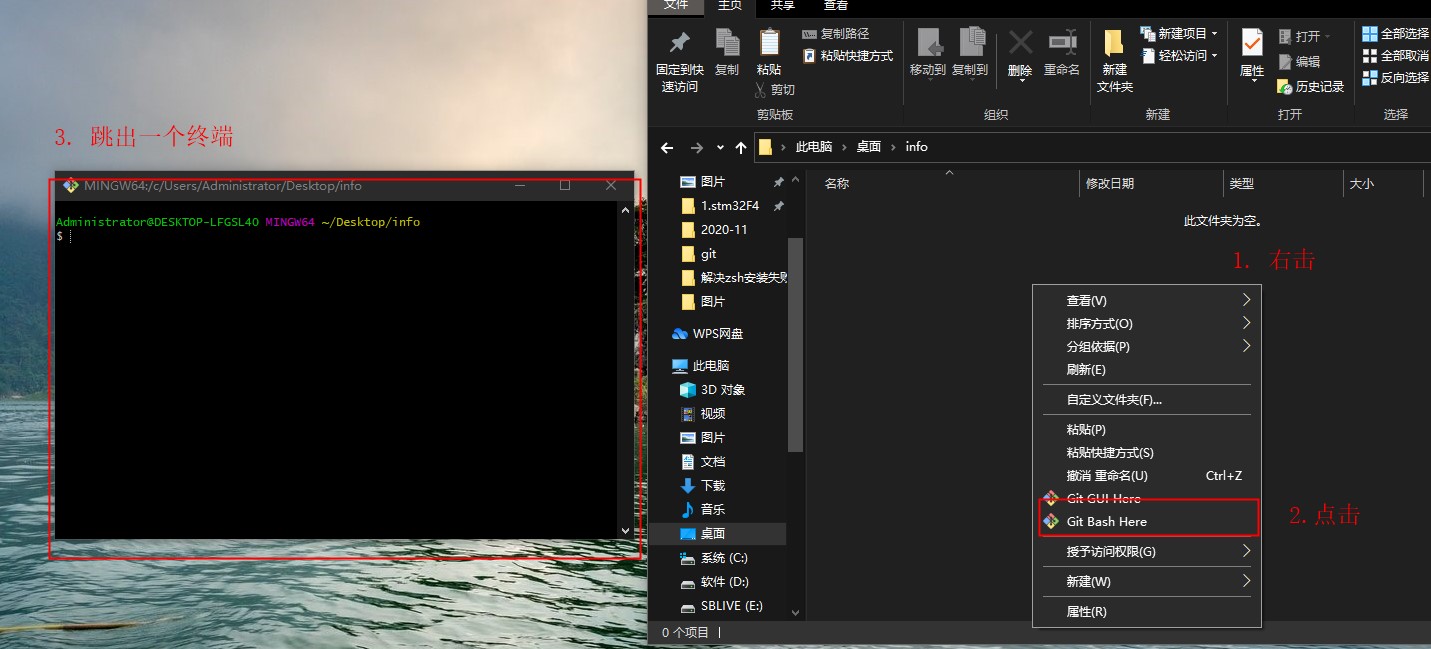 3. 跳出一个终端
MINGW64:/c/Users/Administrator/Desktop/info
Administrator@DESKTOP-LFGSL4O MINGW64 ~/Desktop/info
$
文件 主页 共享 查看
固定到快速访问
复制
粘贴
复制路径
粘贴快捷方式
剪切
剪贴板
移动到
复制到
删除
重命名
组织
新建文件夹
新建项目
轻松访问
新建
属性
打开
编辑
历史记录
打开
全部选择
全部取消
反向选择
选择
此电脑 > 桌面 > info
图片
1.stm32F4
2020-11
git
解决zsh安装失败
图片
WPS网盘
此电脑
3D 对象
视频
图片
文档
下载
音乐
桌面
系统 (C:)
软件 (D:)
SBLIVE (E:)
0 个项目
名称 修改日期 类型 大小
此文件夹为空。
1. 右击
查看(V)
排序方式(O)
分组依据(P)
刷新(E)
自定义文件夹(F)...
粘贴(P)
粘贴快捷方式(S)
撤消 重命名(U) Ctrl+Z
Git GUI Here
Git Bash Here
2.点击
授予访问权限(G)
新建(W)
属性(R)